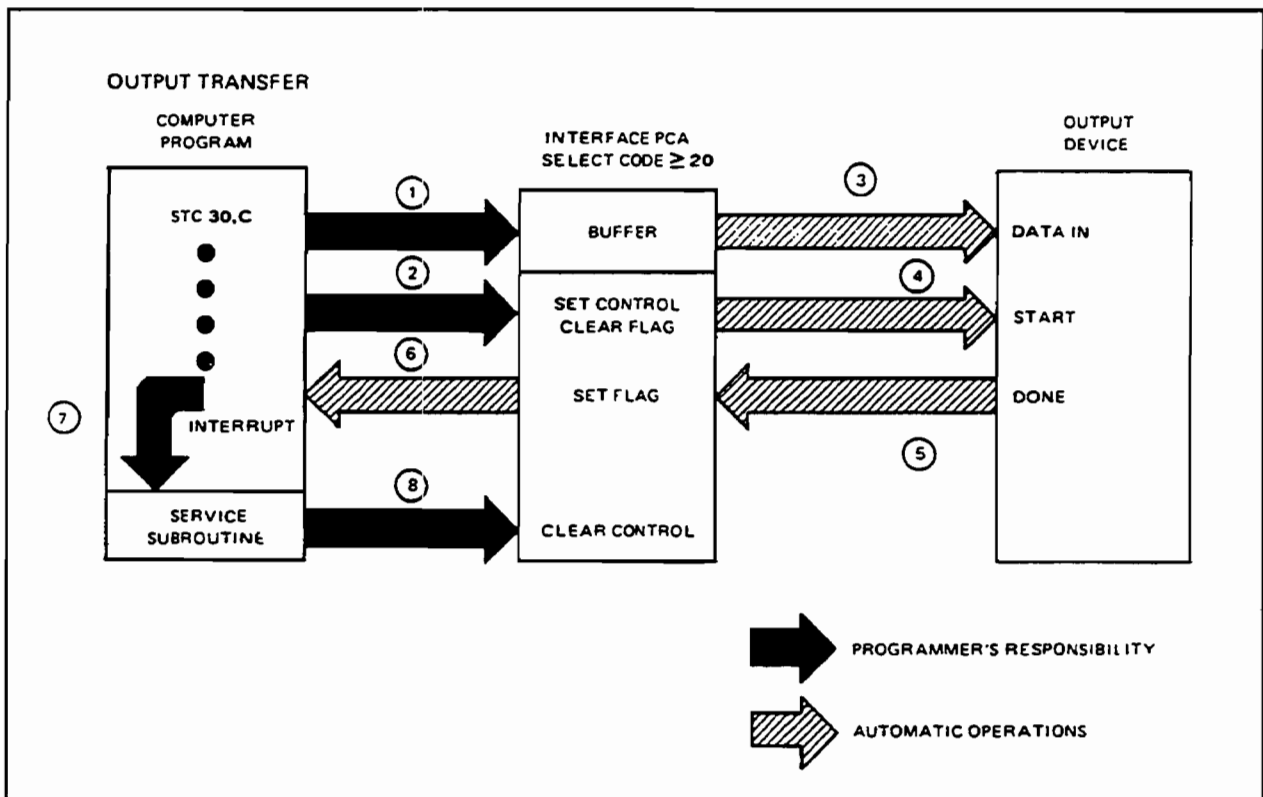 OUTPUT TRANSFER
COMPUTER
PROGRAM
INTERFACE PCA
SELECT CODE ≥ 20
OUTPUT
DEVICE
STC 30,C
1
BUFFER
3
DATA IN
2
SET CONTROL
CLEAR FLAG
4
START
6
SET FLAG
DONE
7
INTERRUPT
5
8
SERVICE
SUBROUTINE
CLEAR CONTROL
PROGRAMMER'S RESPONSIBILITY
AUTOMATIC OPERATIONS